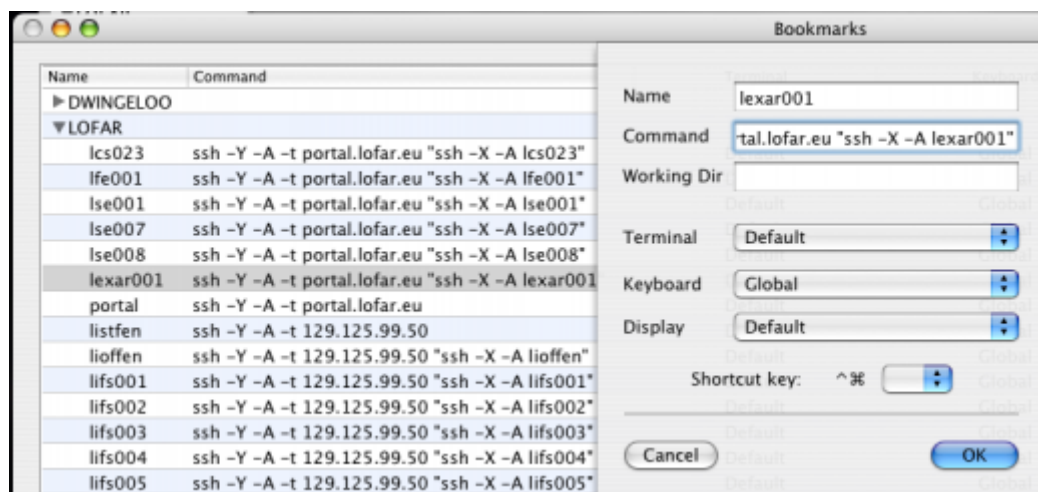 Bookmarks
Name Command
DWINGELOO
LOFAR
lcs023 ssh -Y -A -t portal.lofar.eu "ssh -X -A lcs023"
lfe001 ssh -Y -A -t portal.lofar.eu "ssh -X -A lfe001"
lse001 ssh -Y -A -t portal.lofar.eu "ssh -X -A lse001"
lse007 ssh -Y -A -t portal.lofar.eu "ssh -X -A lse007"
lse008 ssh -Y -A -t portal.lofar.eu "ssh -X -A lse008"
lexar001 ssh -Y -A -t portal.lofar.eu "ssh -X -A lexar001
portal ssh -Y -A -t portal.lofar.eu
listfen ssh -Y -A -t 129.125.99.50
lioffen ssh -Y -A -t 129.125.99.50 "ssh -X -A lioffen"
lifs001 ssh -Y -A -t 129.125.99.50 "ssh -X -A lifs001"
lifs002 ssh -Y -A -t 129.125.99.50 "ssh -X -A lifs002"
lifs003 ssh -Y -A -t 129.125.99.50 "ssh -X -A lifs003"
lifs004 ssh -Y -A -t 129.125.99.50 "ssh -X -A lifs004"
lifs005 ssh -Y -A -t 129.125.99.50 "ssh -X -A lifs005"
Name lexar001
Command rtal.lofar.eu "ssh -X -A lexar001"
Working Dir
Terminal Default
Keyboard Global
Display Default
Shortcut key: ^⌘
Cancel OK